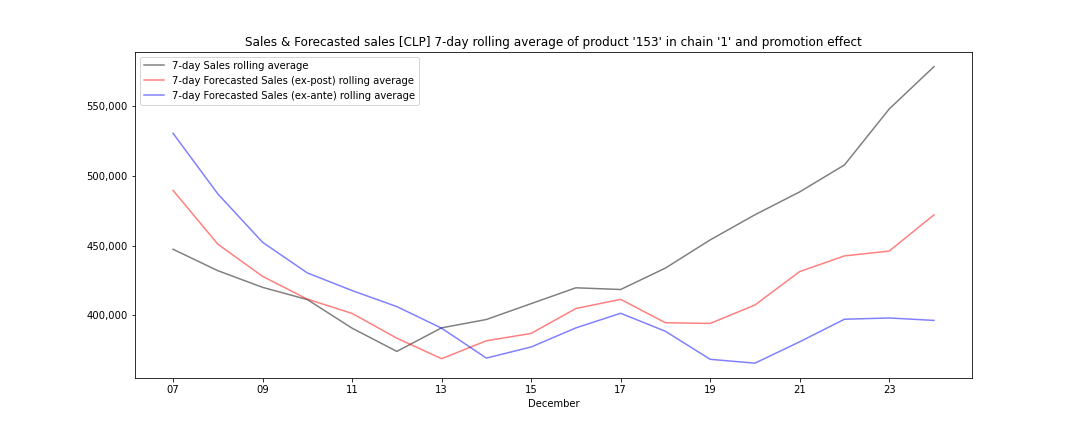 Sales & Forecasted sales [CLP] 7-day rolling average of product '153' in chain '1' and promotion effect
7-day Sales rolling average
7-day Forecasted Sales (ex-post) rolling average
7-day Forecasted Sales (ex-ante) rolling average
550,000
500,000
450,000
400,000
07 09 11 13 15 17 19 21 23
December